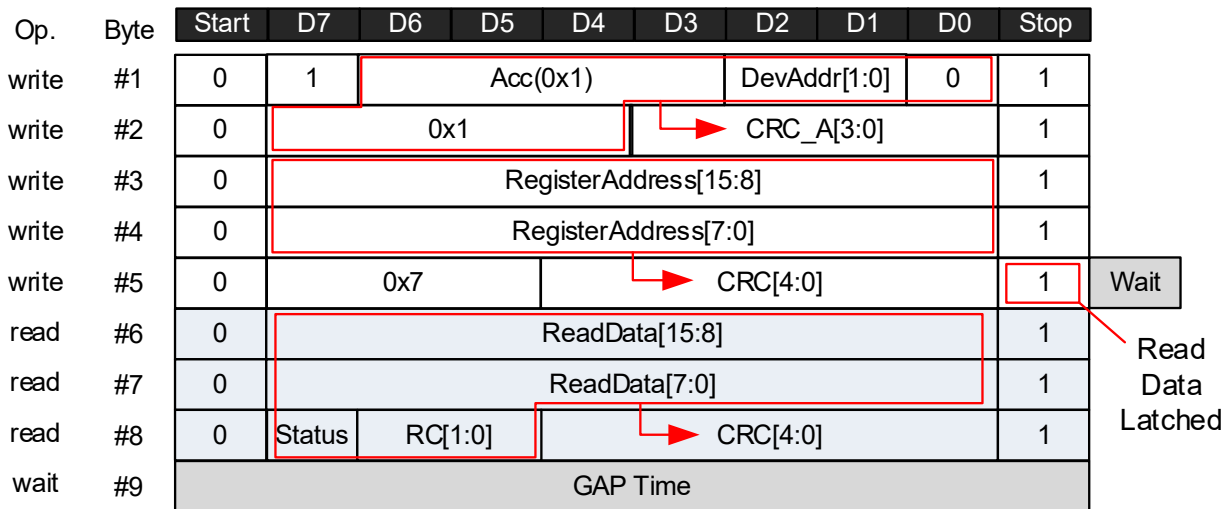 Op. Byte Start D7 D6 D5 D4 D3 D2 D1 D0 Stop
write #1 0 1 Acc(0x1) DevAddr[1:0] 0 1
write #2 0 0x1 CRC_A[3:0] 1
write #3 0 RegisterAddress[15:8] 1
write #4 0 RegisterAddress[7:0] 1
write #5 0 0x7 CRC[4:0] 1 Wait
read #6 0 ReadData[15:8] 1
read #7 0 ReadData[7:0] 1
read #8 0 Status RC[1:0] CRC[4:0] 1
wait #9 GAP Time
Read
Data
Latched